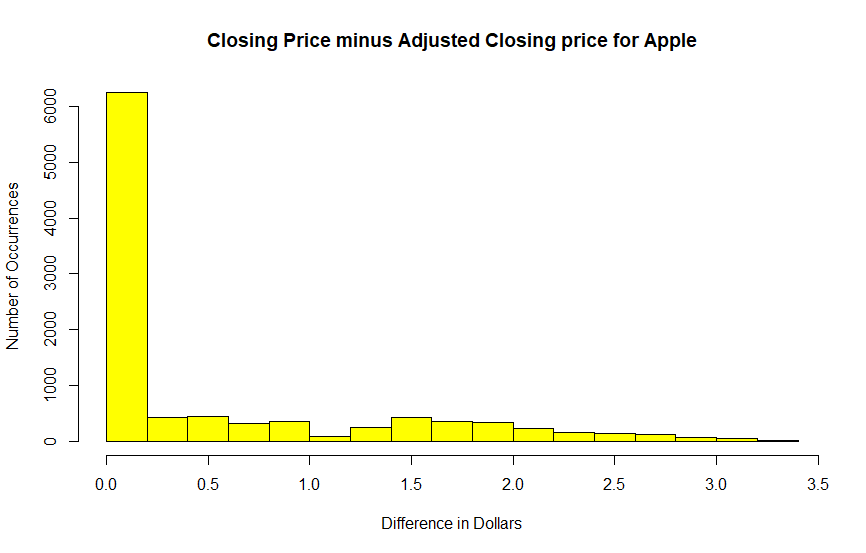 Closing Price minus Adjusted Closing price for Apple
Number of Occurrences
6000
5000
4000
3000
2000
1000
0
0.0 0.5 1.0 1.5 2.0 2.5 3.0 3.5
Difference in Dollars